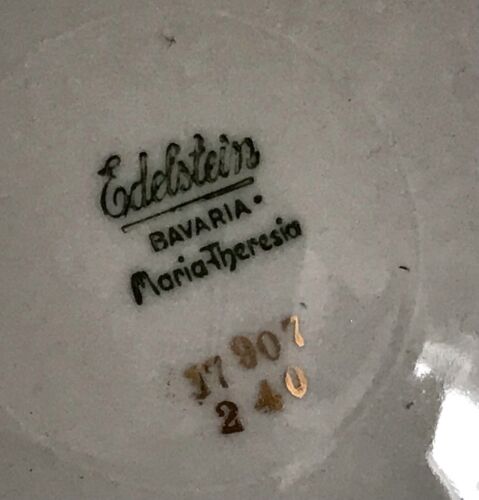 Edelstein
BAVARIA.
Maria-Theresia
17907
240